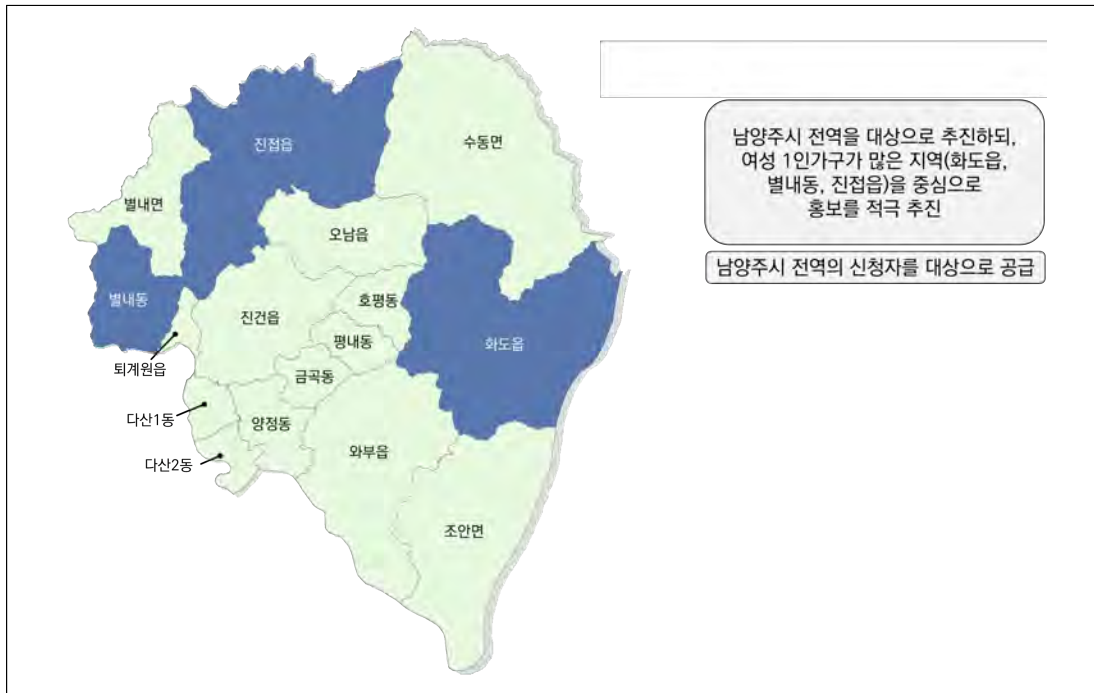 진접읍
수동면
별내면
오남읍
별내동
호평동
진건읍
평내동
화도읍
퇴계원읍
금곡동
다산1동
양정동
와부읍
다산2동
조안면
남양주시 전역을 대상으로 추진하되,
여성 1인가구가 많은 지역(화도읍,
별내동, 진접읍)을 중심으로
홍보를 적극 추진
남양주시 전역의 신청자를 대상으로 공급